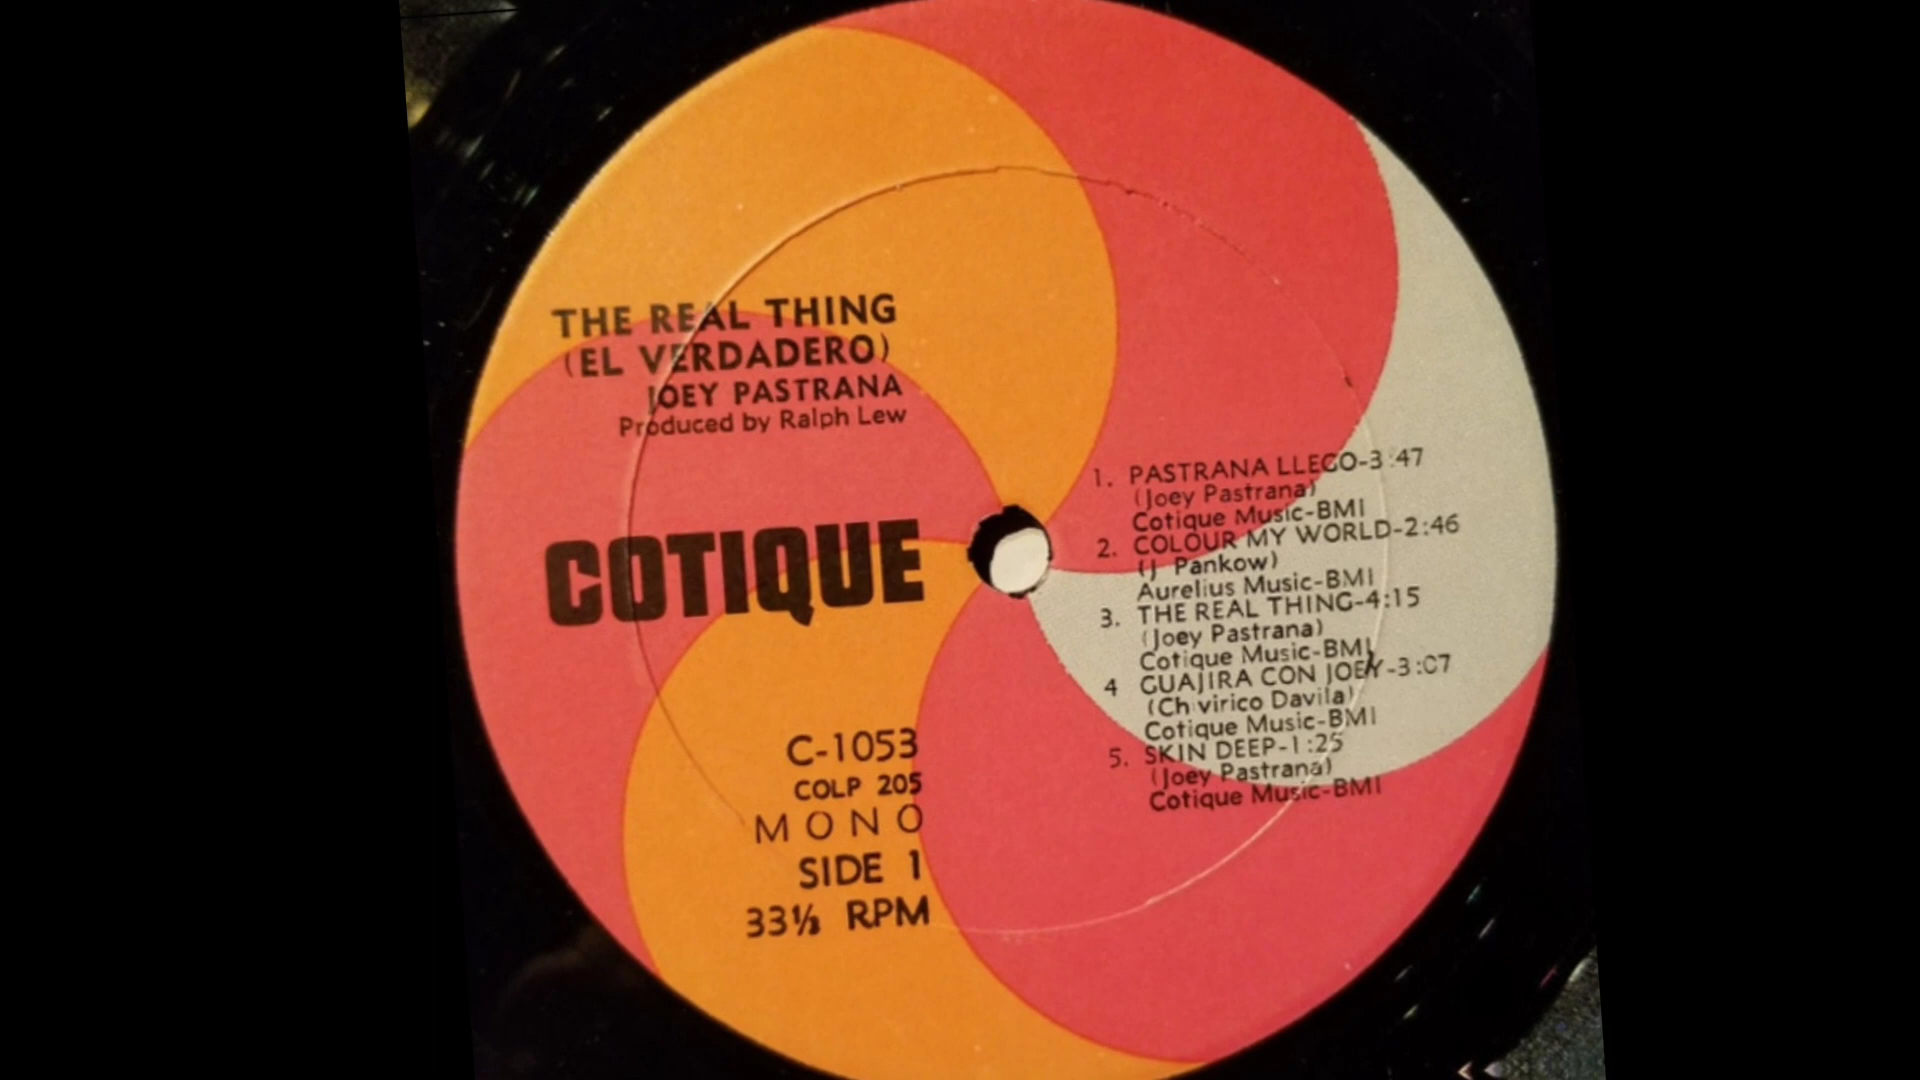 THE REAL THING
(EL VERDADERO)
JOEY PASTRANA
Produced by Ralph Lew
COTIQUE
C-1053
COLP 205
MONO
SIDE 1
33⅓ RPM
1. PASTRANA LLEGO-3:47
(Joey Pastrana)
Cotique Music-BMI
2. COLOUR MY WORLD-2:46
(J Pankow)
Aurelius Music-BMI
3. THE REAL THING-4:15
(Joey Pastrana)
Cotique Music-BMI
4 GUAJIRA CON JOEY-3:07
(Chivirico Davila)
Cotique Music-BMI
5. SKIN DEEP-1:25
(Joey Pastrana)
Cotique Music-BMI